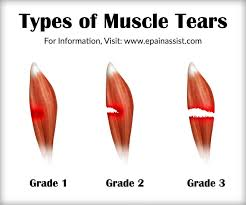 Types of Muscle Tears
For Information, Visit: www.epainassist.com
Grade 1 Grade 2 Grade 3